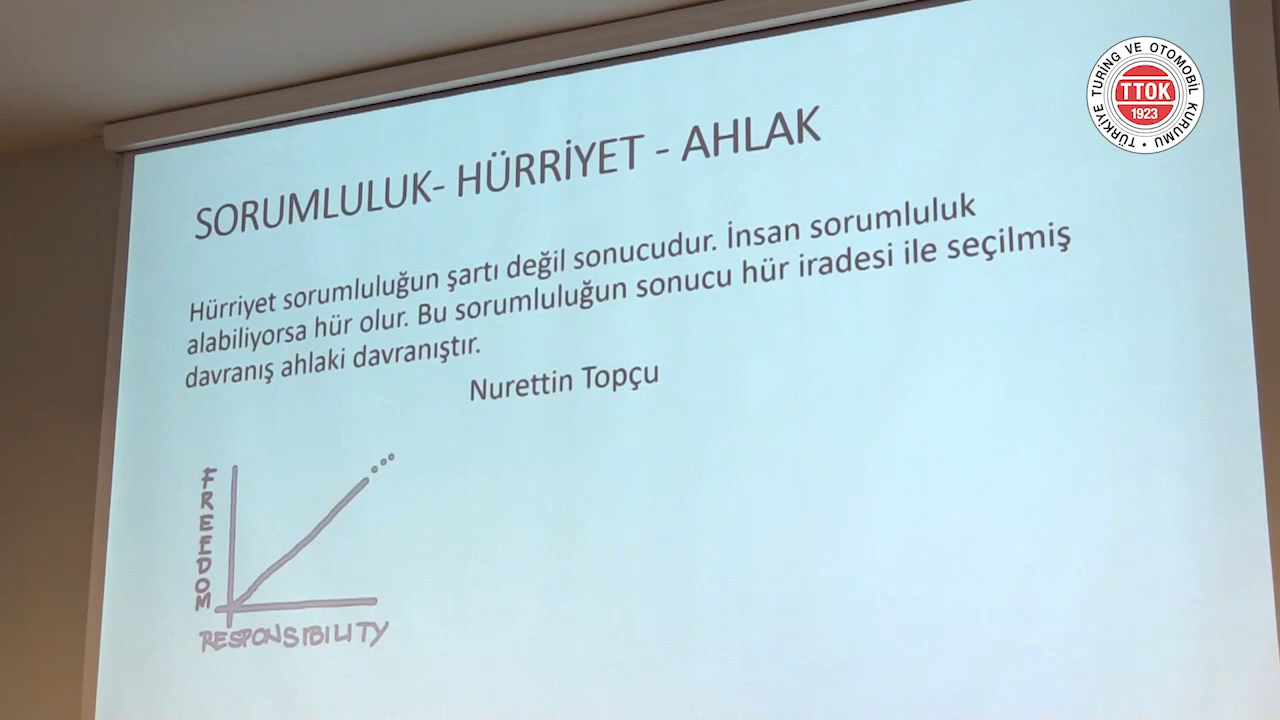 TÜRKİYE TURİNG VE OTOMOBİL KURUMU
TTOK
1923
SORUMLULUK- HÜRRİYET - AHLAK
Hürriyet sorumluluğun şartı değil sonucudur. İnsan sorumluluk
alabiliyorsa hür olur. Bu sorumluluğun sonucu hür iradesi ile seçilmiş
davranış ahlaki davranıştır.
Nurettin Topçu
FREEDOM
RESPONSIBILITY